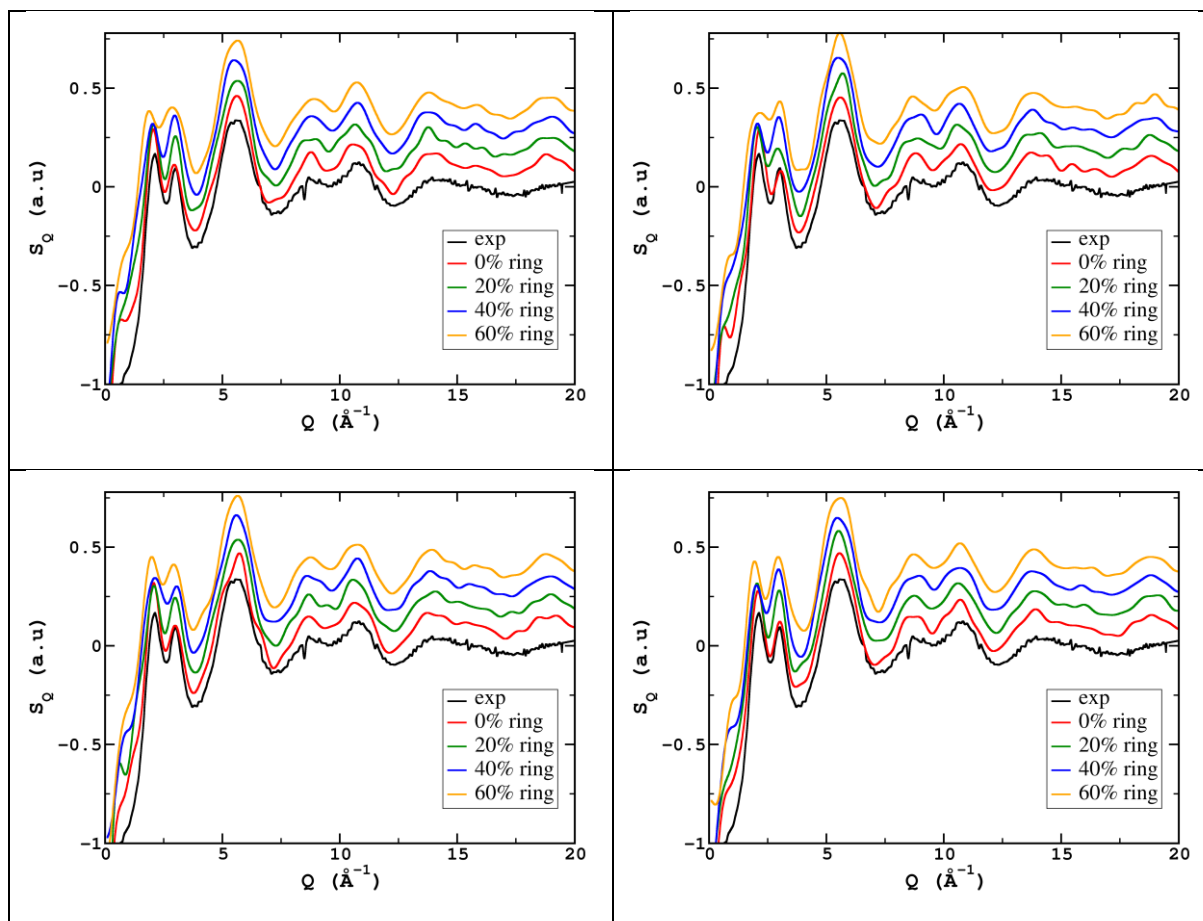 0.5
0
−0.5
−1
S_Q (a.u)
0 5 10 15 20
Q (Å⁻¹)
exp
0% ring
20% ring
40% ring
60% ring
0.5
0
−0.5
−1
S_Q (a.u)
0 5 10 15 20
Q (Å⁻¹)
exp
0% ring
20% ring
40% ring
60% ring
0.5
0
−0.5
−1
S_Q (a.u)
0 5 10 15 20
Q (Å⁻¹)
exp
0% ring
20% ring
40% ring
60% ring
0.5
0
−0.5
−1
S_Q (a.u)
0 5 10 15 20
Q (Å⁻¹)
exp
0% ring
20% ring
40% ring
60% ring